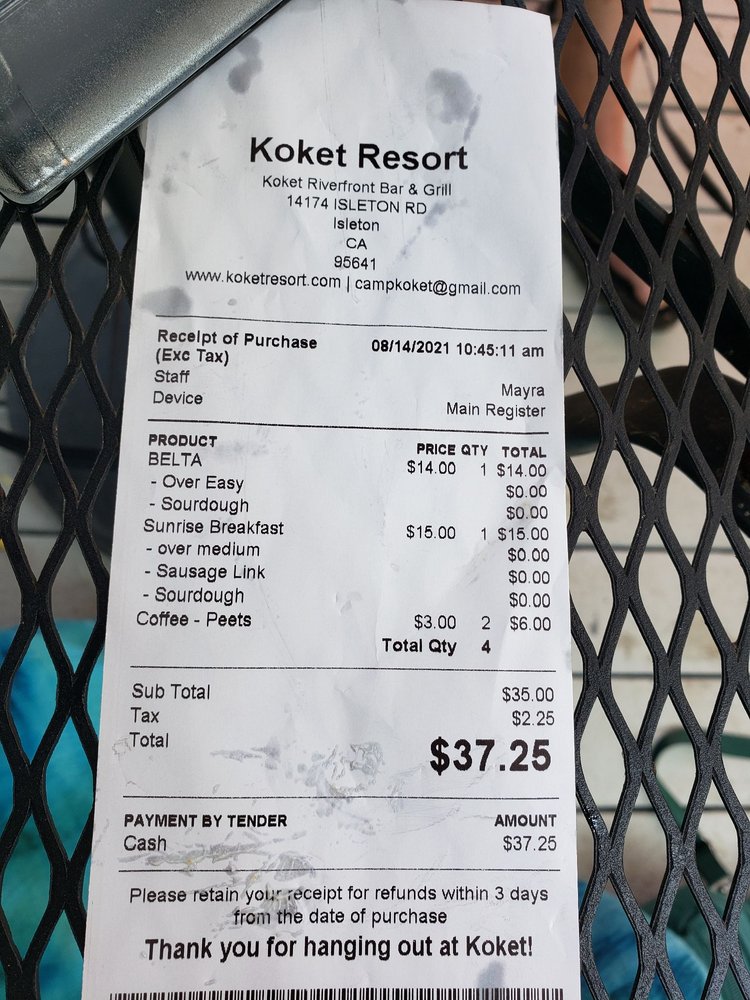 Koket Resort
Koket Riverfront Bar & Grill
14174 ISLETON RD
Isleton
CA
95641
www.koketresort.com | campkoket@gmail.com
Receipt of Purchase 08/14/2021 10:45:11 am
(Exc Tax)
Staff Mayra
Device Main Register
PRODUCT PRICE QTY TOTAL
BELTA $14.00 1 $14.00
- Over Easy $0.00
- Sourdough $0.00
Sunrise Breakfast $15.00 1 $15.00
- over medium $0.00
- Sausage Link $0.00
- Sourdough $0.00
Coffee - Peets $3.00 2 $6.00
Total Qty 4
Sub Total $35.00
Tax $2.25
Total $37.25
PAYMENT BY TENDER AMOUNT
Cash $37.25
Please retain your receipt for refunds within 3 days
from the date of purchase
Thank you for hanging out at Koket!